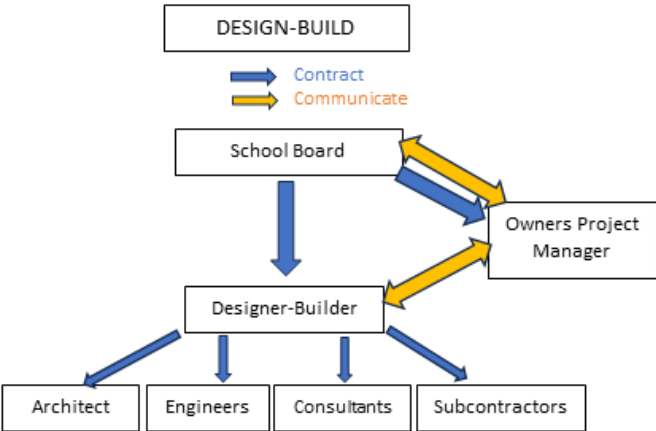 DESIGN-BUILD
Contract
Communicate
School Board
Owners Project
Manager
Designer-Builder
Architect
Engineers
Consultants
Subcontractors